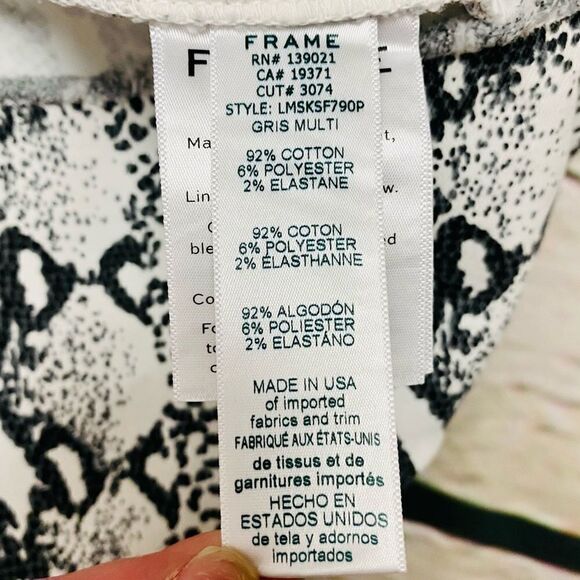 FRAME
RN# 139021
CA# 19371
CUT# 3074
STYLE: LMSKSF790P
GRIS MULTI
92% COTTON
6% POLYESTER
2% ELASTANE
92% COTON
6% POLYESTER
2% ÉLASTHANNE
92% ALGODÓN
6% POLIESTER
2% ELASTÁNO
MADE IN USA
of imported
fabrics and trim
FABRIQUÉ AUX ÉTATS-UNIS
de tissus et de
garnitures importés
HECHO EN
ESTADOS UNIDOS
de tela y adornos
importados